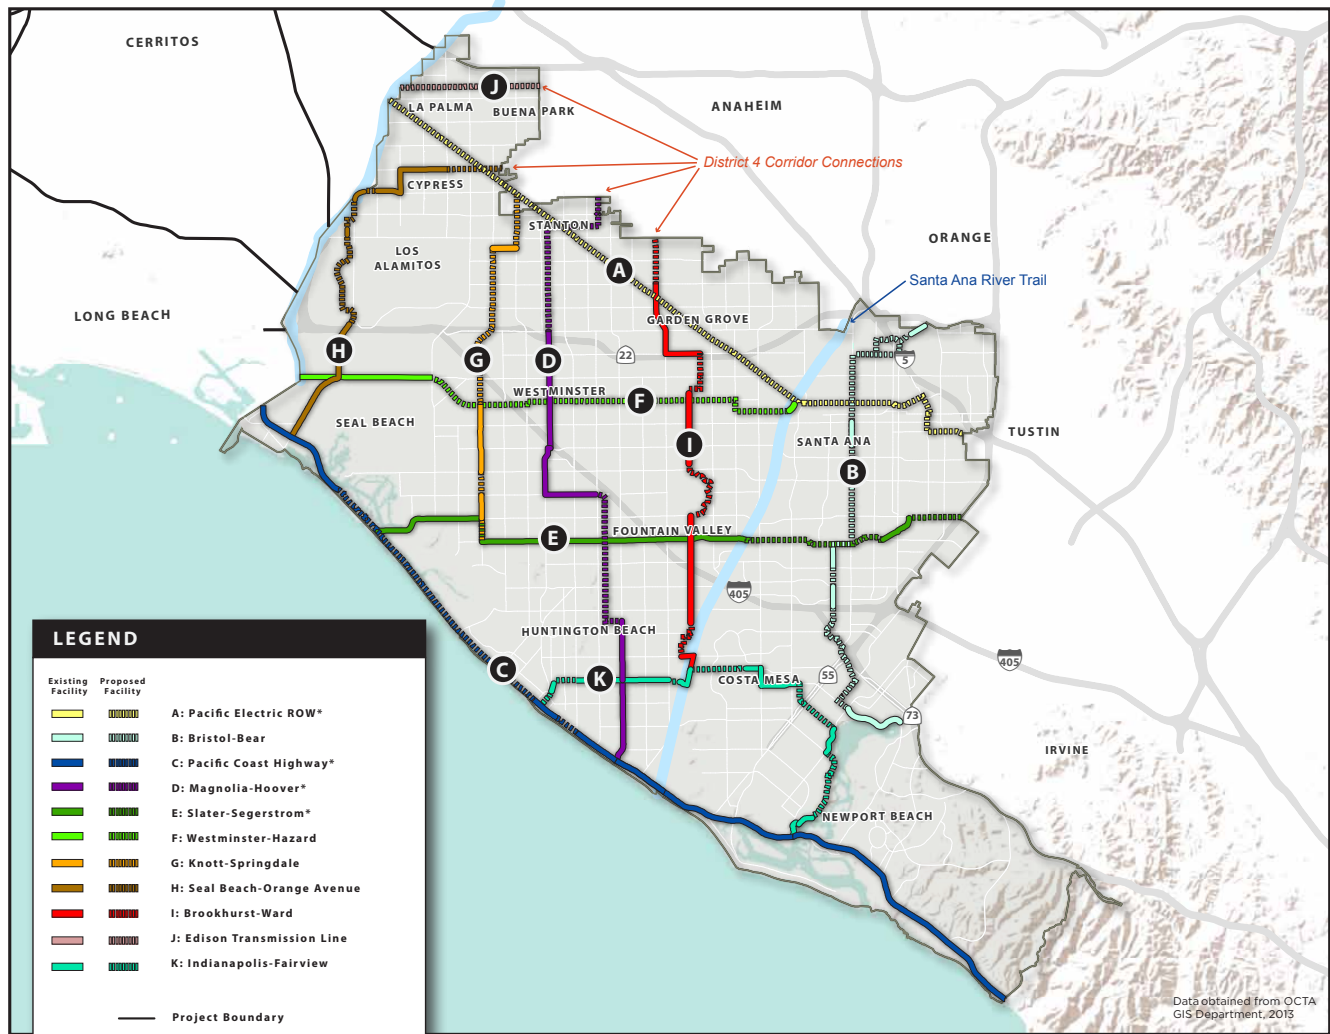 CERRITOS
J
LA PALMA
BUENA PARK
ANAHEIM
District 4 Corridor Connections
CYPRESS
STANTON
LOS
ALAMITOS
A
ORANGE
Santa Ana River Trail
LONG BEACH
GARDEN GROVE
H
G
D
22
5
WESTMINSTER
F
SEAL BEACH
I
SANTA ANA
TUSTIN
B
E
FOUNTAIN VALLEY
405
HUNTINGTON BEACH
405
C
K
COSTA MESA
55
73
IRVINE
NEWPORT BEACH
LEGEND
Existing
Facility
Proposed
Facility
A: Pacific Electric ROW*
B: Bristol-Bear
C: Pacific Coast Highway*
D: Magnolia-Hoover*
E: Slater-Segerstrom*
F: Westminster-Hazard
G: Knott-Springdale
H: Seal Beach-Orange Avenue
I: Brookhurst-Ward
J: Edison Transmission Line
K: Indianapolis-Fairview
Project Boundary
Data obtained from OCTA
GIS Department, 2013